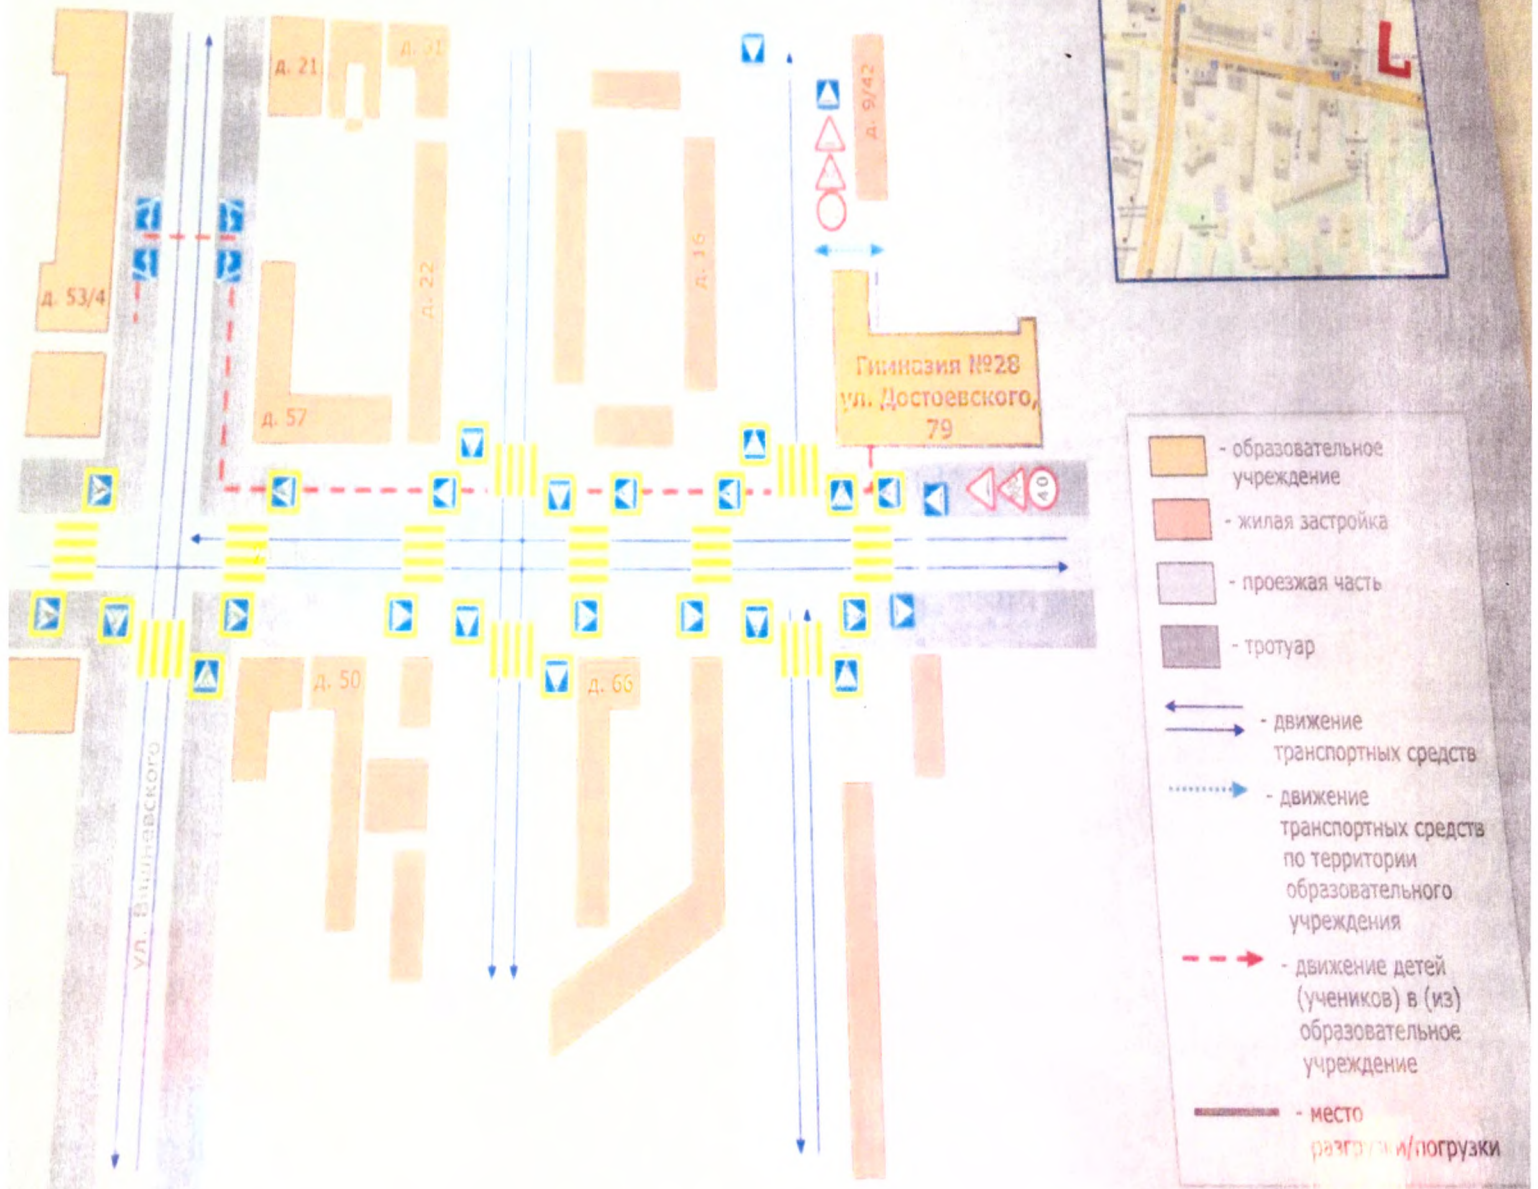 д. 21
д. 31
д. 9/42
д. 53/4
д. 22
д. 16
д. 57
Гимназия №28
ул. Достоевского,
79
40
д. 50
д. 66
ул. Вишневского
- образовательное
учреждение
- жилая застройка
- проезжая часть
- тротуар
- движение
транспортных средств
- движение
транспортных средств
по территории
образовательного
учреждения
- движение детей
(учеников) в (из)
образовательное
учреждение
- место
разгрузки/погрузки